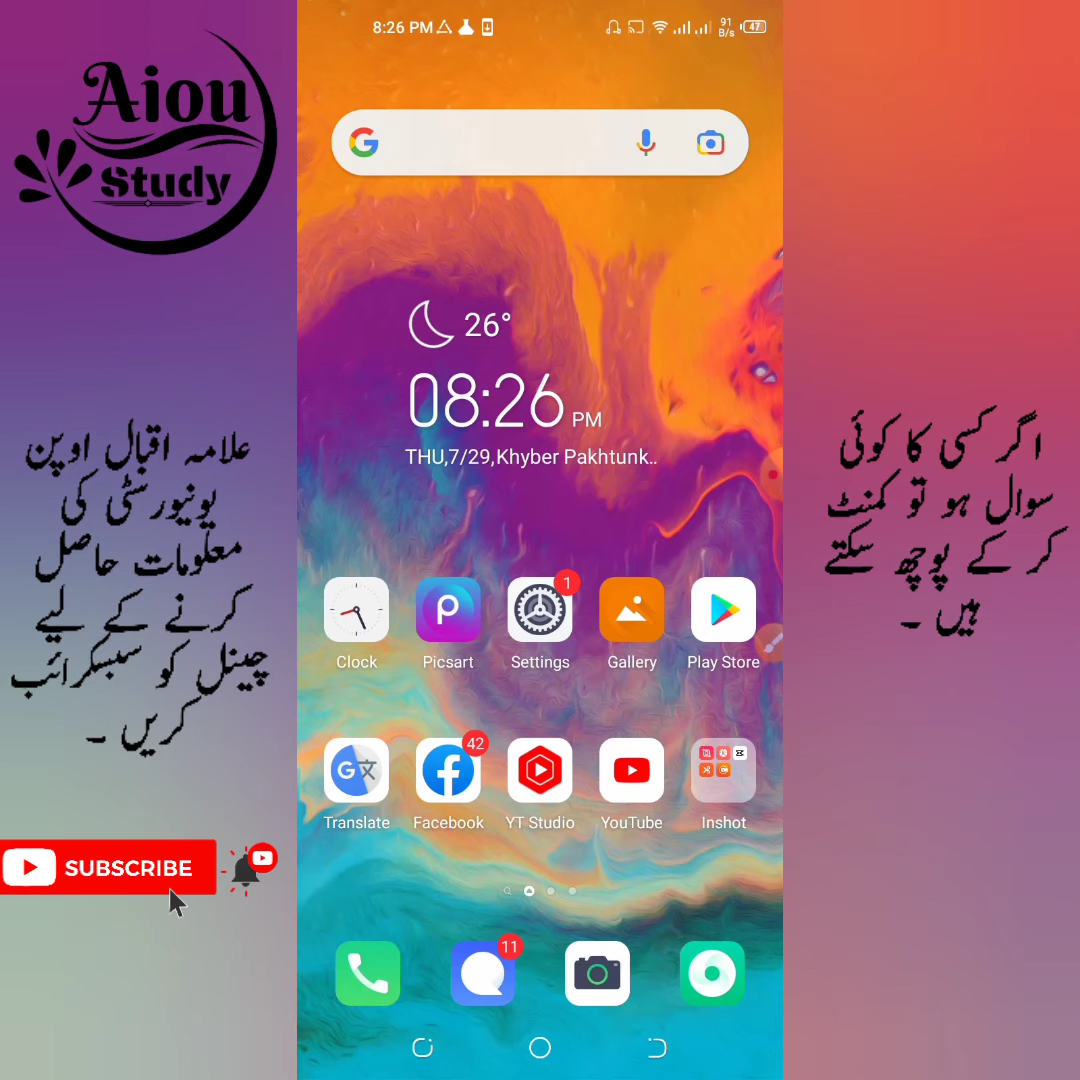 Aiou
Study
علامہ اقبال اوپن
یونیورسٹی کی
معلومات حاصل
کرنے کے لیے
چینل کو سبسکرائب
کریں ۔
SUBSCRIBE
8:26 PM
91
B/s
47
26°
08:26 PM
THU,7/29,Khyber Pakhtunk..
1
Clock Picsart Settings Gallery Play Store
42
Translate Facebook YT Studio YouTube Inshot
11
اگر کسی کا کوئی
سوال ہو تو کمنٹ
کر کے پوچھ سکتے
ہیں ۔